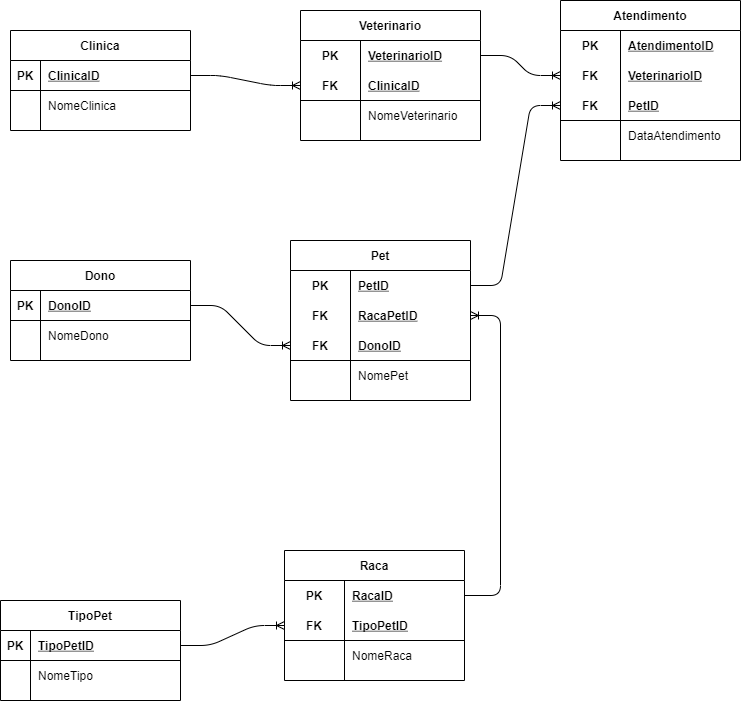 Clinica
PK ClinicaID
NomeClinica
Veterinario
PK VeterinarioID
FK ClinicaID
NomeVeterinario
Atendimento
PK AtendimentoID
FK VeterinarioID
FK PetID
DataAtendimento
Dono
PK DonoID
NomeDono
Pet
PK PetID
FK RacaPetID
FK DonoID
NomePet
TipoPet
PK TipoPetID
NomeTipo
Raca
PK RacaID
FK TipoPetID
NomeRaca